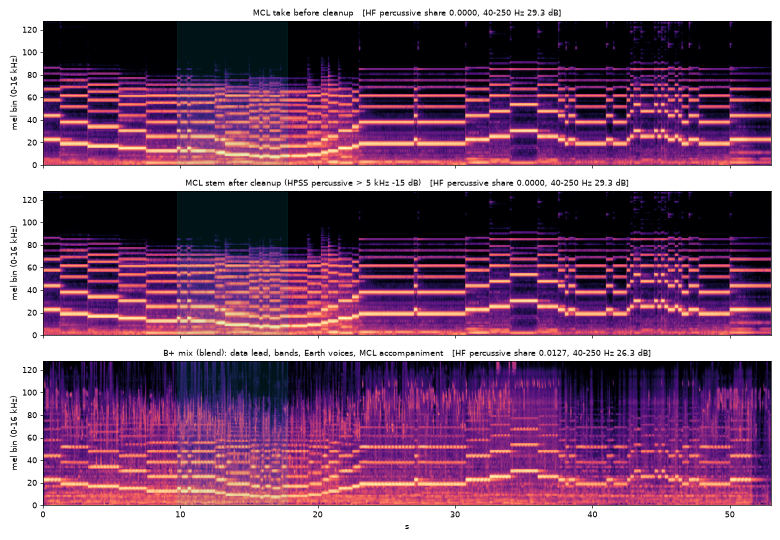 MCL take before cleanup [HF percussive share 0.0000, 40-250 Hz 29.3 dB]
120
100
80
60
40
20
0
mel bin (0-16 kHz)
MCL stem after cleanup (HPSS percussive > 5 kHz -15 dB) [HF percussive share 0.0000, 40-250 Hz 29.3 dB]
120
100
80
60
40
20
0
mel bin (0-16 kHz)
B+ mix (blend): data lead, bands, Earth voices, MCL accompaniment [HF percussive share 0.0127, 40-250 Hz 26.3 dB]
120
100
80
60
40
20
0
mel bin (0-16 kHz)
0 10 20 30 40 50
s